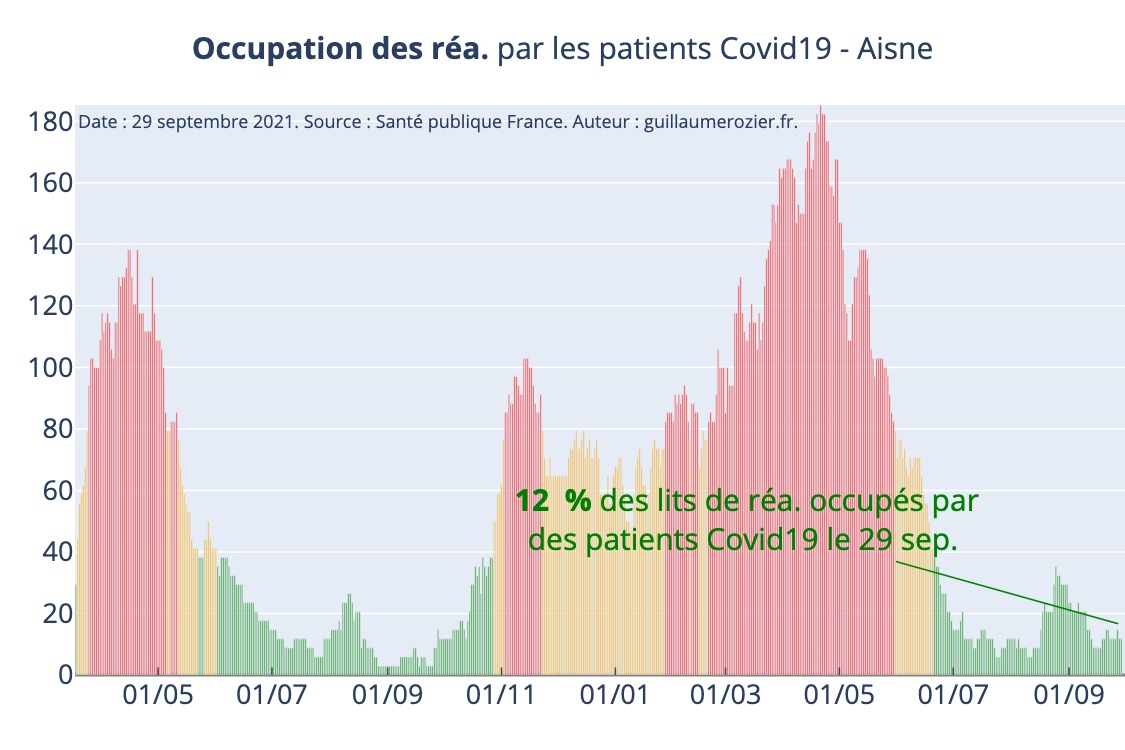 Occupation des réa. par les patients Covid19 - Aisne
180
Date : 29 septembre 2021. Source : Santé publique France. Auteur : guillaumerozier.fr.
160
140
120
100
80
60
12 % des lits de réa. occupés par
des patients Covid19 le 29 sep.
40
20
0
01/05 01/07 01/09 01/11 01/01 01/03 01/05 01/07 01/09